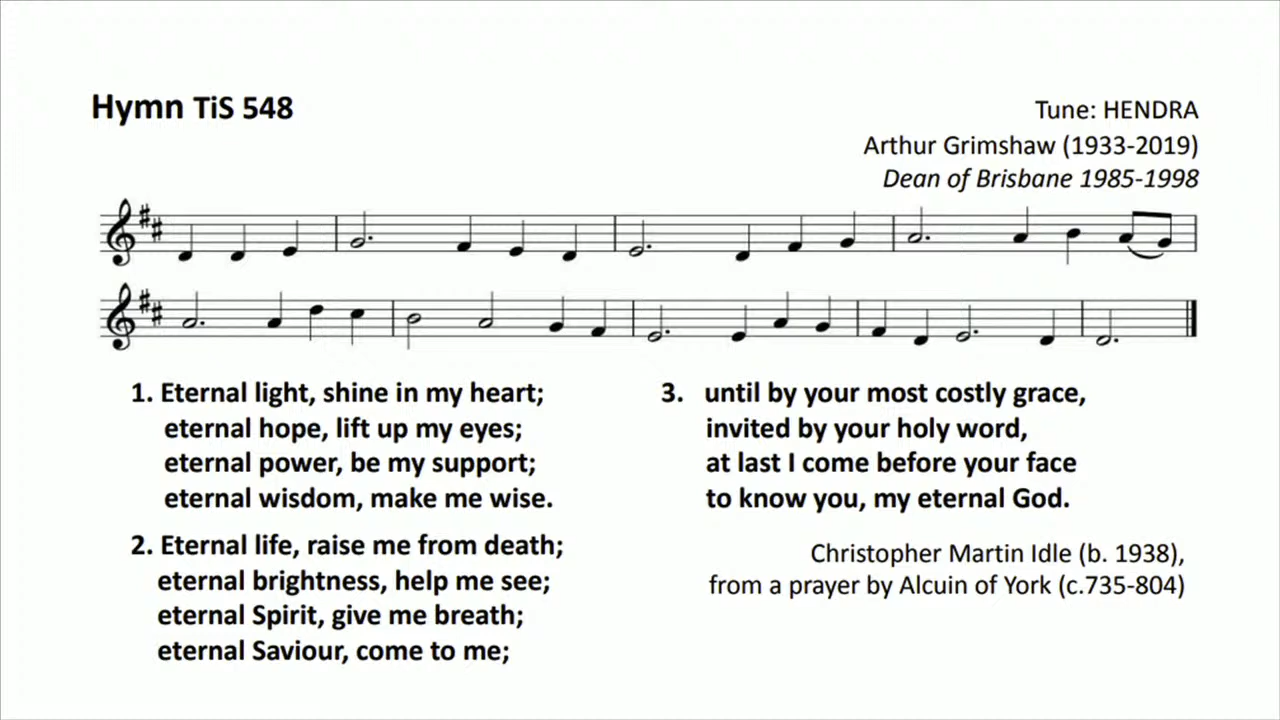 Hymn TiS 548
Tune: HENDRA
Arthur Grimshaw (1933-2019)
Dean of Brisbane 1985-1998
1. Eternal light, shine in my heart;
eternal hope, lift up my eyes;
eternal power, be my support;
eternal wisdom, make me wise.
2. Eternal life, raise me from death;
eternal brightness, help me see;
eternal Spirit, give me breath;
eternal Saviour, come to me;
3. until by your most costly grace,
invited by your holy word,
at last I come before your face
to know you, my eternal God.
Christopher Martin Idle (b. 1938),
from a prayer by Alcuin of York (c.735-804)